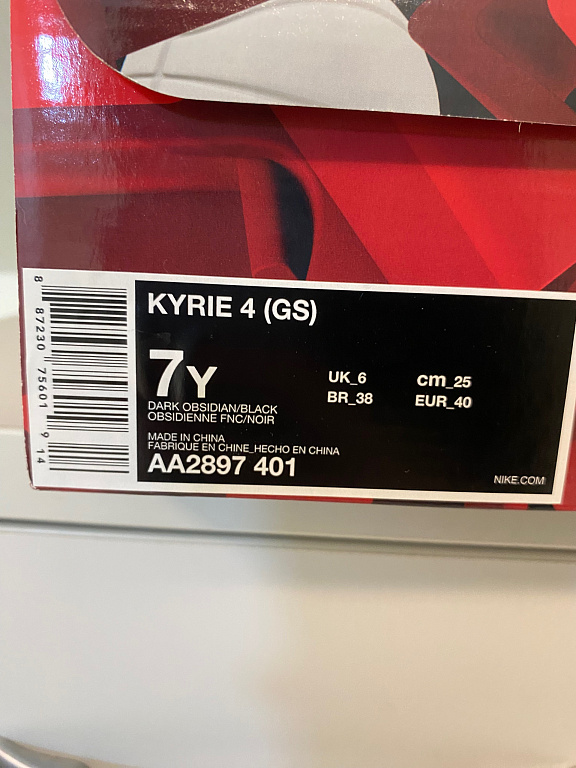 KYRIE 4 (GS)
7Y
UK_6 cm_25
BR_38 EUR_40
DARK OBSIDIAN/BLACK
OBSIDIENNE FNC/NOIR
MADE IN CHINA
FABRIQUE EN CHINE_HECHO EN CHINA
AA2897 401
NIKE.COM
8 87230 75601 9 14